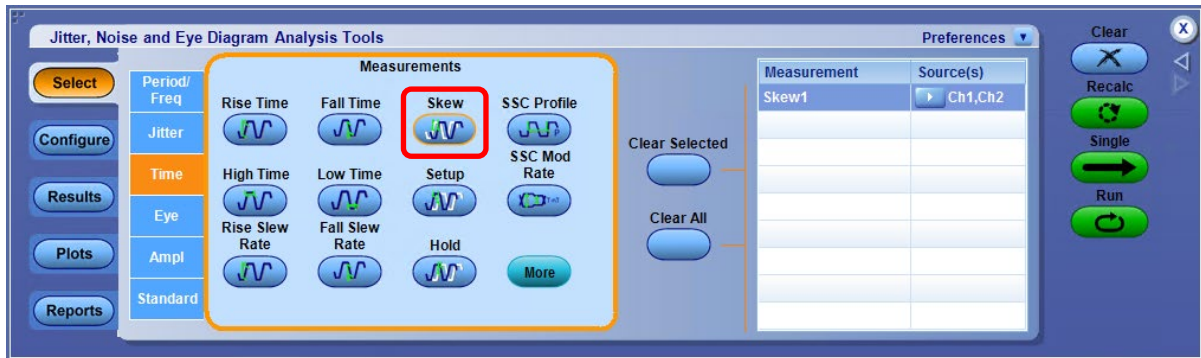 Jitter, Noise and Eye Diagram Analysis Tools
Preferences
Clear
X
Select
Configure
Results
Plots
Reports
Period/
Freq
Jitter
Time
Eye
Ampl
Standard
Measurements
Rise Time
Fall Time
Skew
SSC Profile
High Time
Low Time
Setup
SSC Mod
Rate
Rise Slew
Rate
Fall Slew
Rate
Hold
More
Clear Selected
Clear All
Measurement
Source(s)
Skew1
Ch1,Ch2
Recalc
Single
Run